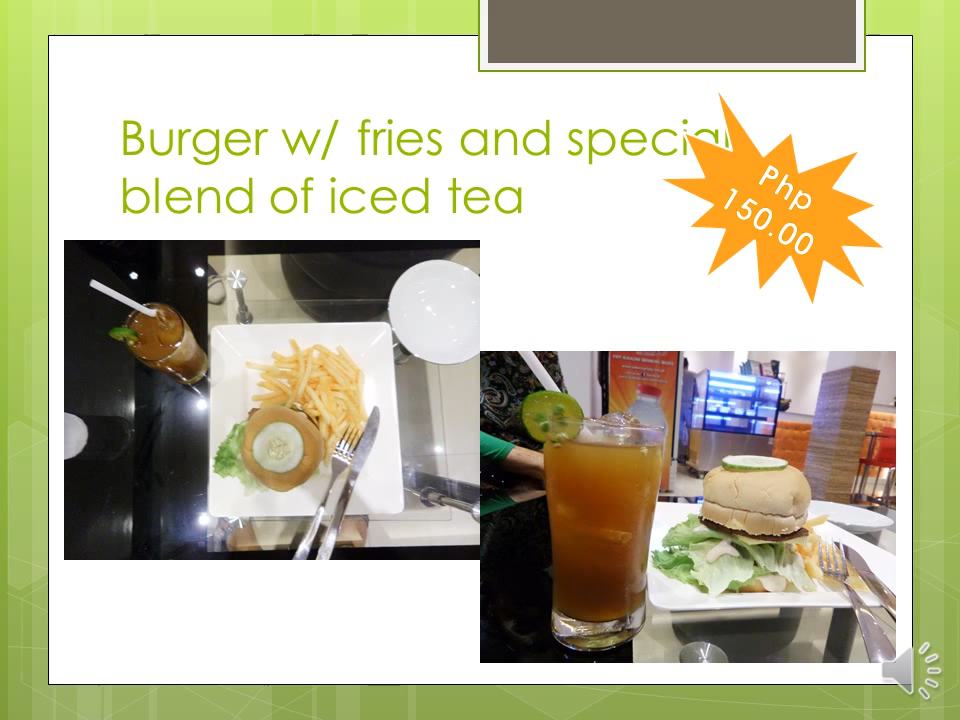 Burger w/ fries and special
blend of iced tea
Php
150.00